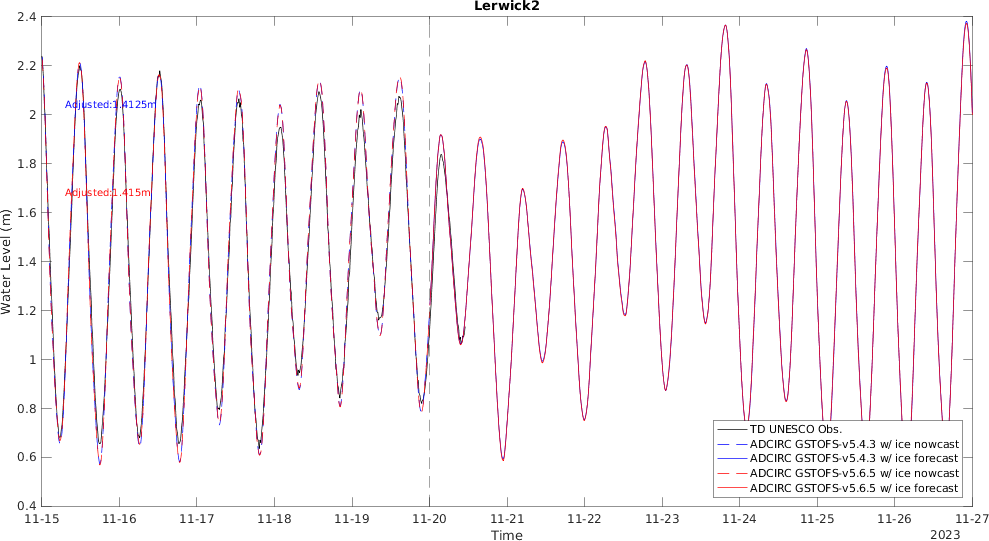 Lerwick2
2.4
2.2
2
1.8
1.6
1.4
1.2
1
0.8
0.6
0.4
Water Level (m)
Adjusted:1.4125m
Adjusted:1.415m
TD UNESCO Obs.
ADCIRC GSTOFS-v5.4.3 w/ ice nowcast
ADCIRC GSTOFS-v5.4.3 w/ ice forecast
ADCIRC GSTOFS-v5.6.5 w/ ice nowcast
ADCIRC GSTOFS-v5.6.5 w/ ice forecast
11-15 11-16 11-17 11-18 11-19 11-20 11-21 11-22 11-23 11-24 11-25 11-26 11-27
Time
2023